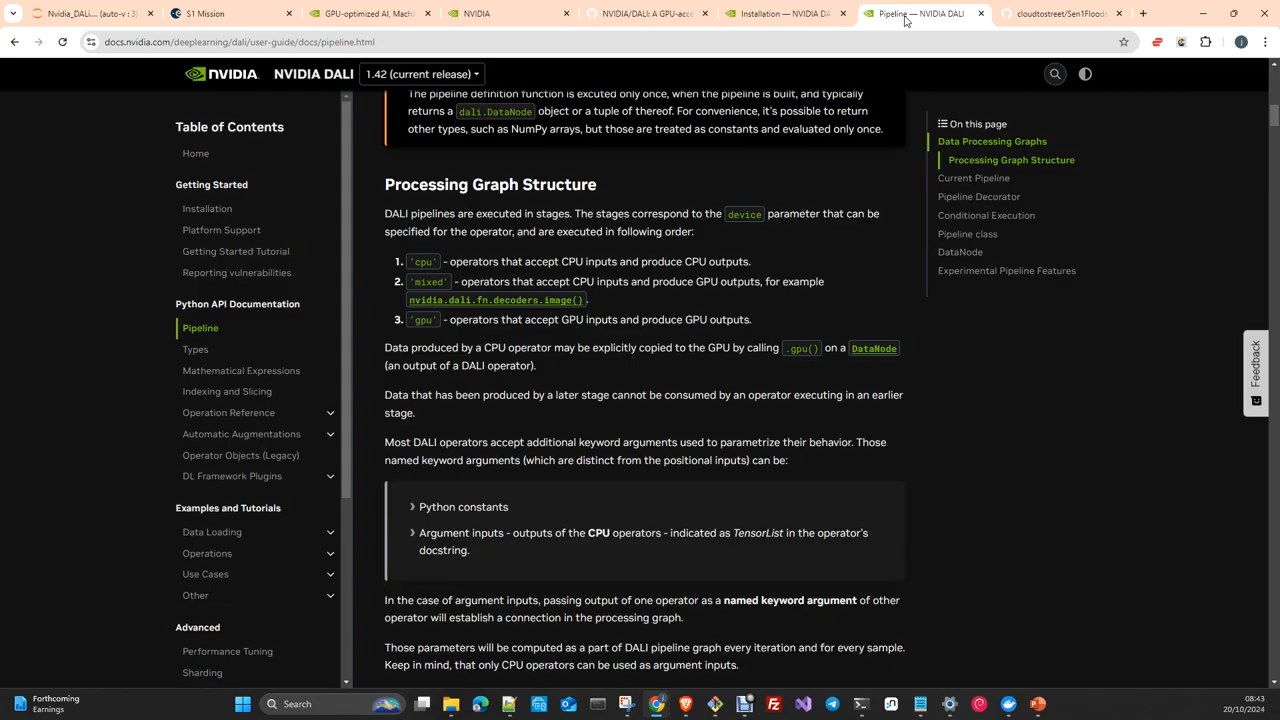 Nvidia_DALi... (auto-v : 3)
S1 Mission
GPU-optimized AI, Machi
NVIDIA
NVIDIA/DALI: A GPU-acce
Installation — NVIDIA DA
Pipeline — NVIDIA DALI
cloudtostreet/Sen1Floods
docs.nvidia.com/deeplearning/dali/user-guide/docs/pipeline.html
NVIDIA. NVIDIA DALI 1.42 (current release)
Table of Contents
Home
Getting Started
Installation
Platform Support
Getting Started Tutorial
Reporting vulnerabilities
Python API Documentation
Pipeline
Types
Mathematical Expressions
Indexing and Slicing
Operation Reference
Automatic Augmentations
Operator Objects (Legacy)
DL Framework Plugins
Examples and Tutorials
Data Loading
Operations
Use Cases
Other
Advanced
Performance Tuning
Sharding
The pipeline definition function is excuted only once, when the pipeline is built, and typically
returns a dali.DataNode object or a tuple of thereof. For convenience, it's possible to return
other types, such as NumPy arrays, but those are treated as constants and evaluated only once.
Processing Graph Structure
DALI pipelines are executed in stages. The stages correspond to the device parameter that can be
specified for the operator, and are executed in following order:
1. 'cpu' - operators that accept CPU inputs and produce CPU outputs.
2. 'mixed' - operators that accept CPU inputs and produce GPU outputs, for example
nvidia.dali.fn.decoders.image().
3. 'gpu' - operators that accept GPU inputs and produce GPU outputs.
Data produced by a CPU operator may be explicitly copied to the GPU by calling .gpu() on a DataNode
(an output of a DALI operator).
Data that has been produced by a later stage cannot be consumed by an operator executing in an earlier
stage.
Most DALI operators accept additional keyword arguments used to parametrize their behavior. Those
named keyword arguments (which are distinct from the positional inputs) can be:
Python constants
Argument inputs - outputs of the CPU operators - indicated as TensorList in the operator's
docstring.
In the case of argument inputs, passing output of one operator as a named keyword argument of other
operator will establish a connection in the processing graph.
Those parameters will be computed as a part of DALI pipeline graph every iteration and for every sample.
Keep in mind, that only CPU operators can be used as argument inputs.
On this page
Data Processing Graphs
Processing Graph Structure
Current Pipeline
Pipeline Decorator
Conditional Execution
Pipeline class
DataNode
Experimental Pipeline Features
Feedback
Forthcoming
Earnings
Search
08:43
20/10/2024